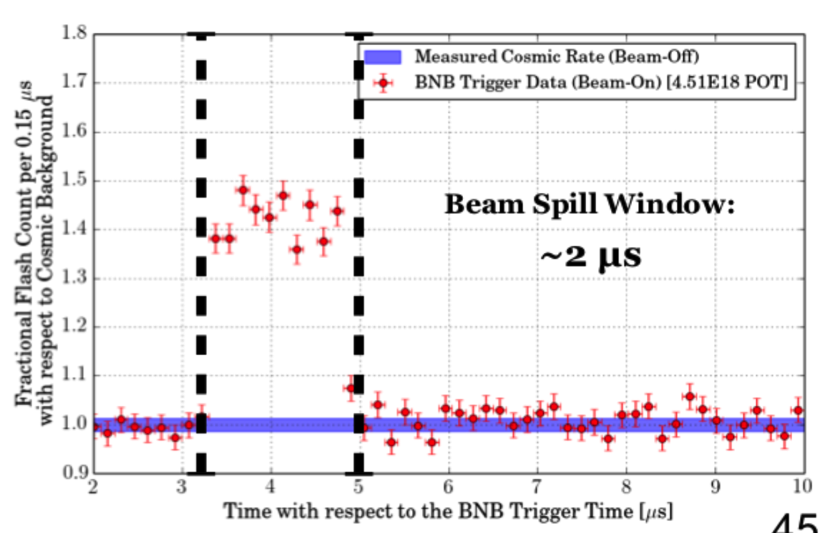 1.8
1.7
1.6
1.5
1.4
1.3
1.2
1.1
1.0
0.9
Fractional Flash Count per 0.15 μs
with respect to Cosmic Background
Measured Cosmic Rate (Beam-Off)
BNB Trigger Data (Beam-On) [4.51E18 POT]
Beam Spill Window:
~2 μs
2 3 4 5 6 7 8 9 10
Time with respect to the BNB Trigger Time [μs]
45